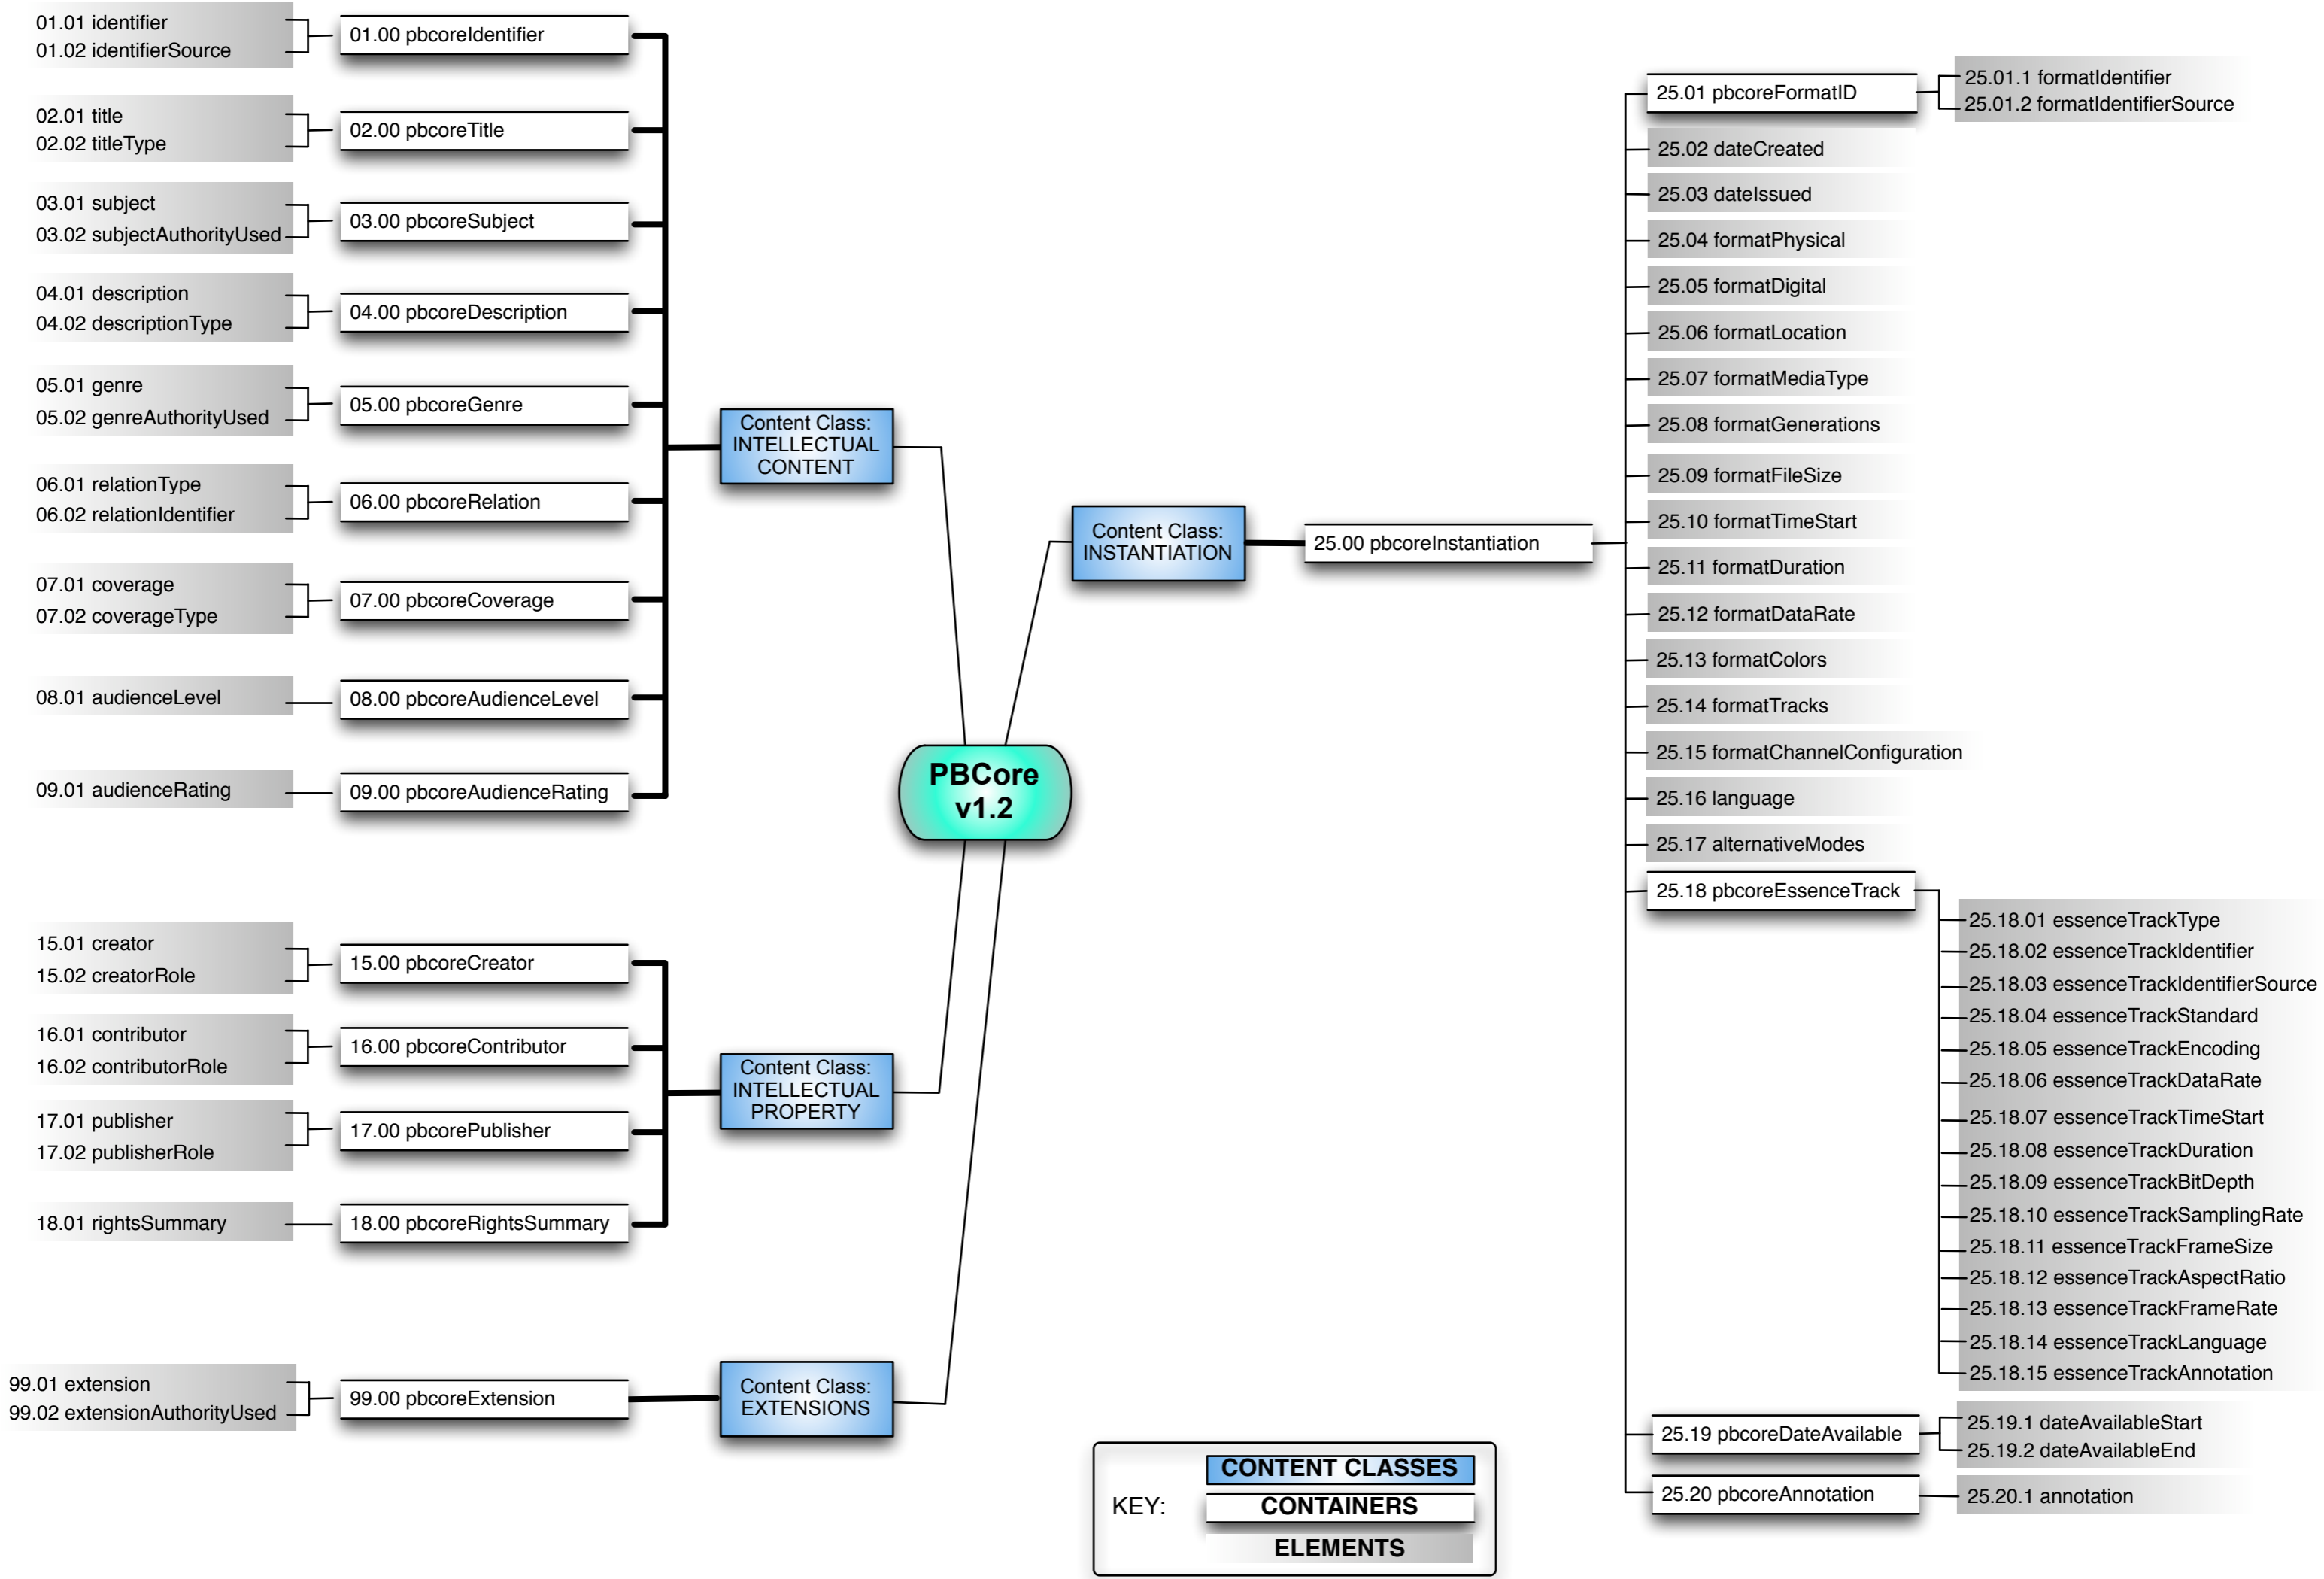 01.01 identifier
01.02 identifierSource
01.00 pbcoreIdentifier
02.01 title
02.02 titleType
02.00 pbcoreTitle
03.01 subject
03.02 subjectAuthorityUsed
03.00 pbcoreSubject
04.01 description
04.02 descriptionType
04.00 pbcoreDescription
05.01 genre
05.02 genreAuthorityUsed
05.00 pbcoreGenre
06.01 relationType
06.02 relationIdentifier
06.00 pbcoreRelation
07.01 coverage
07.02 coverageType
07.00 pbcoreCoverage
08.01 audienceLevel
08.00 pbcoreAudienceLevel
09.01 audienceRating
09.00 pbcoreAudienceRating
Content Class:
INTELLECTUAL
CONTENT
15.01 creator
15.02 creatorRole
15.00 pbcoreCreator
16.01 contributor
16.02 contributorRole
16.00 pbcoreContributor
17.01 publisher
17.02 publisherRole
17.00 pbcorePublisher
18.01 rightsSummary
18.00 pbcoreRightsSummary
Content Class:
INTELLECTUAL
PROPERTY
99.01 extension
99.02 extensionAuthorityUsed
99.00 pbcoreExtension
Content Class:
EXTENSIONS
PBCore
v1.2
Content Class:
INSTANTIATION
25.00 pbcoreInstantiation
25.01 pbcoreFormatID
25.01.1 formatIdentifier
25.01.2 formatIdentifierSource
25.02 dateCreated
25.03 dateIssued
25.04 formatPhysical
25.05 formatDigital
25.06 formatLocation
25.07 formatMediaType
25.08 formatGenerations
25.09 formatFileSize
25.10 formatTimeStart
25.11 formatDuration
25.12 formatDataRate
25.13 formatColors
25.14 formatTracks
25.15 formatChannelConfiguration
25.16 language
25.17 alternativeModes
25.18 pbcoreEssenceTrack
25.18.01 essenceTrackType
25.18.02 essenceTrackIdentifier
25.18.03 essenceTrackIdentifierSource
25.18.04 essenceTrackStandard
25.18.05 essenceTrackEncoding
25.18.06 essenceTrackDataRate
25.18.07 essenceTrackTimeStart
25.18.08 essenceTrackDuration
25.18.09 essenceTrackBitDepth
25.18.10 essenceTrackSamplingRate
25.18.11 essenceTrackFrameSize
25.18.12 essenceTrackAspectRatio
25.18.13 essenceTrackFrameRate
25.18.14 essenceTrackLanguage
25.18.15 essenceTrackAnnotation
25.19 pbcoreDateAvailable
25.19.1 dateAvailableStart
25.19.2 dateAvailableEnd
25.20 pbcoreAnnotation
25.20.1 annotation
KEY:
CONTENT CLASSES
CONTAINERS
ELEMENTS